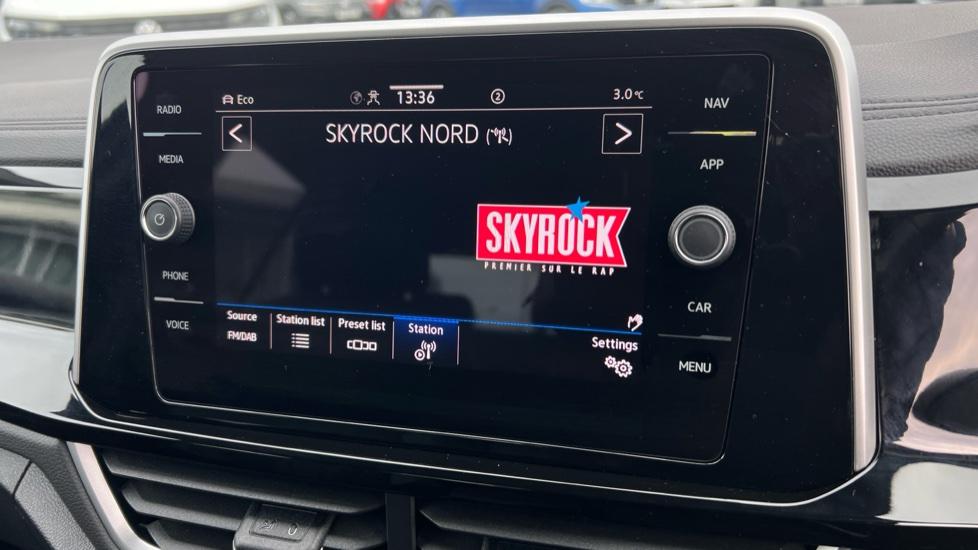 RADIO
MEDIA
PHONE
VOICE
Eco
13:36
2
3.0°C
<
SKYROCK NORD
>
SKYROCK
PREMIER SUR LE RAP
Source
FM/DAB
Station list
Preset list
Station
Settings
NAV
APP
CAR
MENU